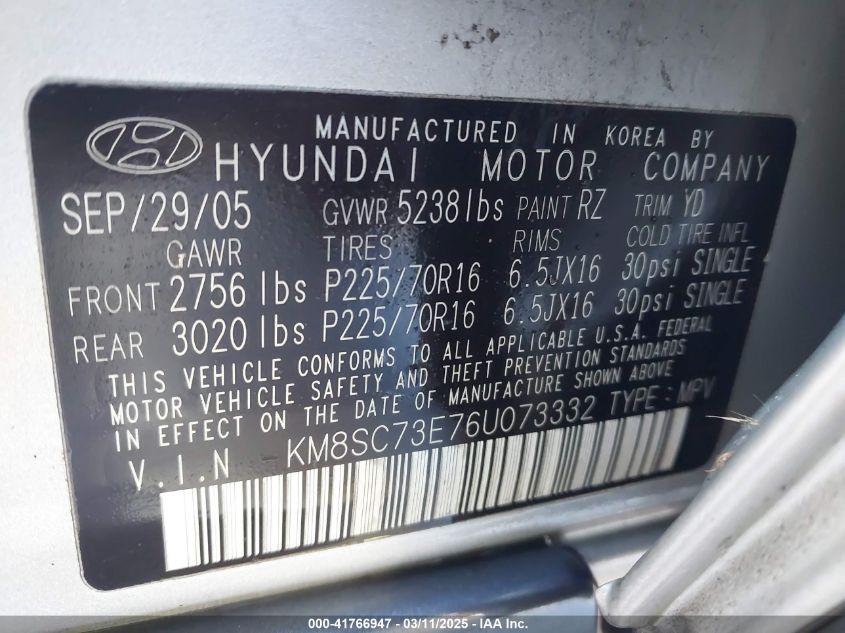 MANUFACTURED IN KOREA BY
HYUNDAI MOTOR COMPANY
SEP/29/05 GVWR 5238lbs PAINT RZ TRIM YD
GAWR TIRES RIMS COLD TIRE INFL
FRONT 2756 lbs P225/70R16 6.5JX16 30psi SINGLE
REAR 3020 lbs P225/70R16 6.5JX16 30psi SINGLE
THIS VEHICLE CONFORMS TO ALL APPLICABLE U.S.A. FEDERAL
MOTOR VEHICLE SAFETY AND THEFT PREVENTION STANDARDS
IN EFFECT ON THE DATE OF MANUFACTURE SHOWN ABOVE
V.I.N KM8SC73E76U073332 TYPE : MPV
000-41766947 - 03/11/2025 - IAA Inc.